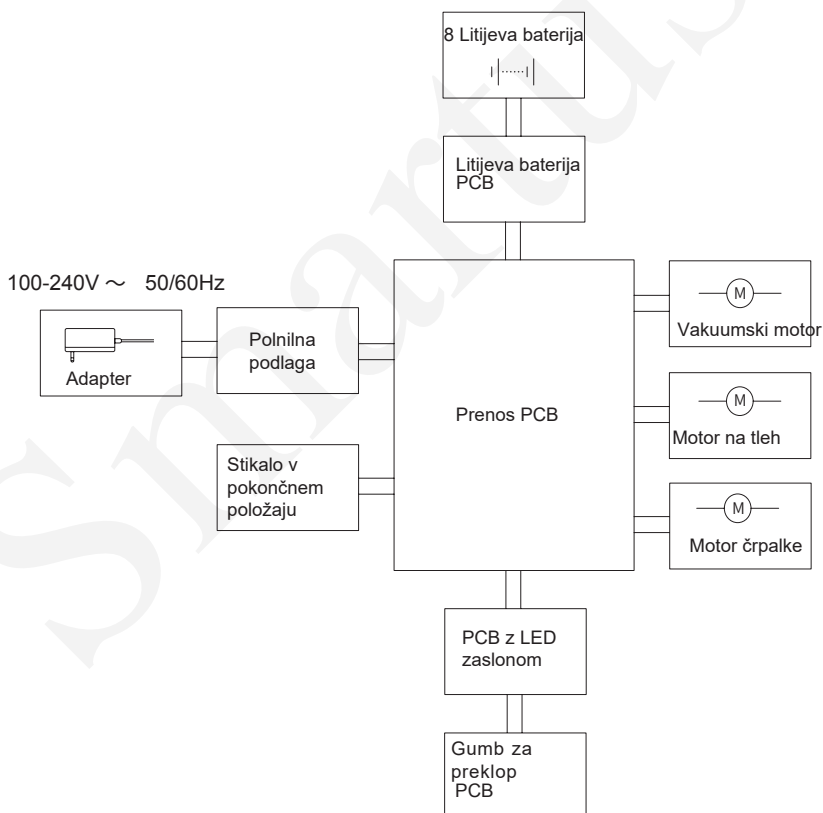 8 Litijeva baterija
Litijeva baterija
PCB
100-240V ～ 50/60Hz
Adapter
Polnilna
podlaga
Stikalo v
pokončnem
položaju
Prenos PCB
M
Vakuumski motor
M
Motor na tleh
M
Motor črpalke
PCB z LED
zaslonom
Gumb za
preklop
PCB
Smartus